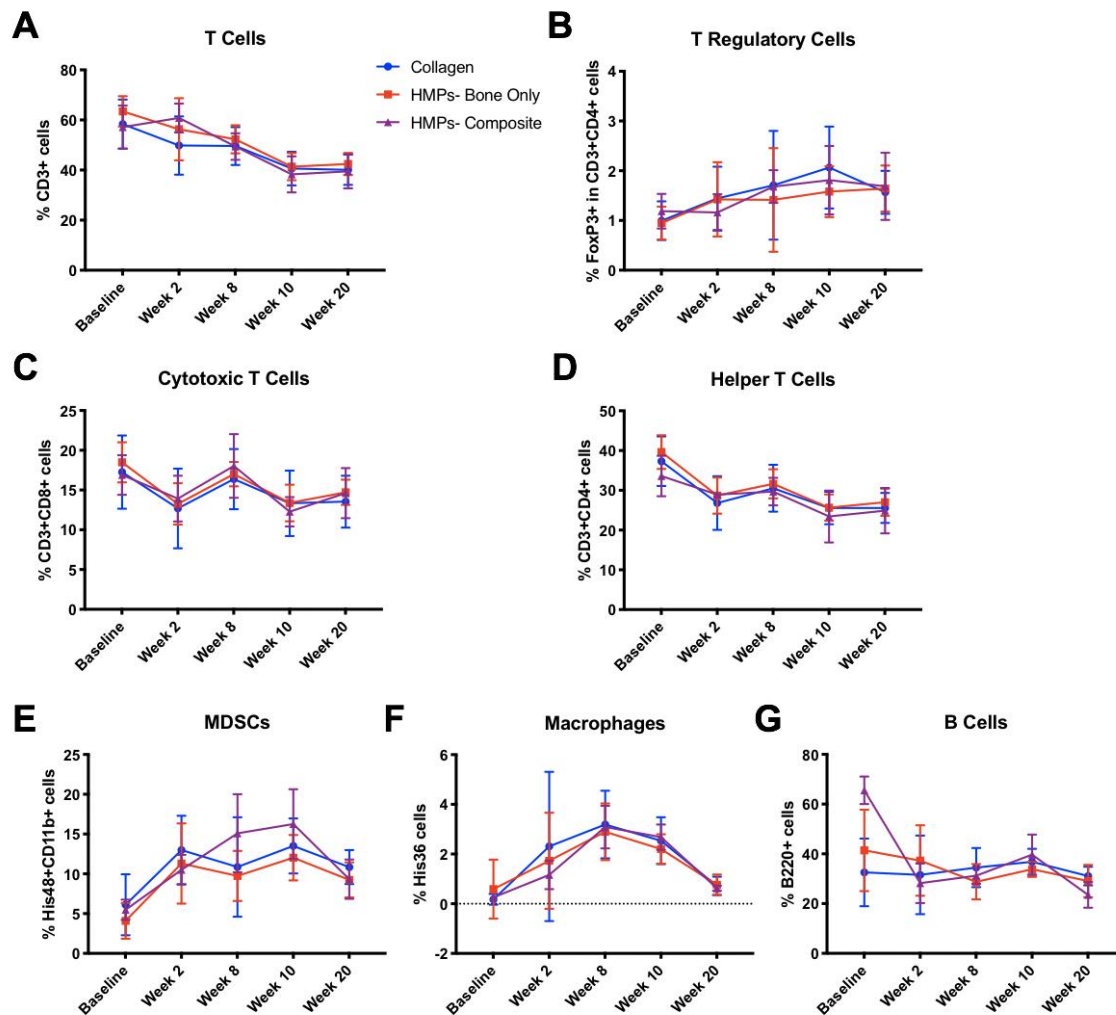 A
T Cells
% CD3+ cells
80
60
40
20
0
Baseline
Week 2
Week 8
Week 10
Week 20
Collagen
HMPs- Bone Only
HMPs- Composite
B
T Regulatory Cells
% FoxP3+ in CD3+CD4+ cells
4
3
2
1
0
Baseline
Week 2
Week 8
Week 10
Week 20
C
Cytotoxic T Cells
% CD3+CD8+ cells
25
20
15
10
5
0
Baseline
Week 2
Week 8
Week 10
Week 20
D
Helper T Cells
% CD3+CD4+ cells
50
40
30
20
10
0
Baseline
Week 2
Week 8
Week 10
Week 20
E
MDSCs
% His48+CD11b+ cells
25
20
15
10
5
0
Baseline
Week 2
Week 8
Week 10
Week 20
F
Macrophages
% His36 cells
6
4
2
0
-2
Baseline
Week 2
Week 8
Week 10
Week 20
G
B Cells
% B220+ cells
80
60
40
20
0
Baseline
Week 2
Week 8
Week 10
Week 20